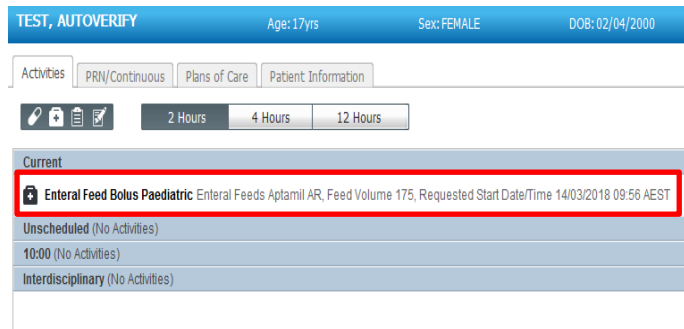 TEST, AUTOVERIFY Age: 17yrs Sex: FEMALE DOB: 02/04/2000
Activities PRN/Continuous Plans of Care Patient Information
2 Hours 4 Hours 12 Hours
Current
Enteral Feed Bolus Paediatric Enteral Feeds Aptamil AR, Feed Volume 175, Requested Start Date/Time 14/03/2018 09:56 AEST
Unscheduled (No Activities)
10:00 (No Activities)
Interdisciplinary (No Activities)